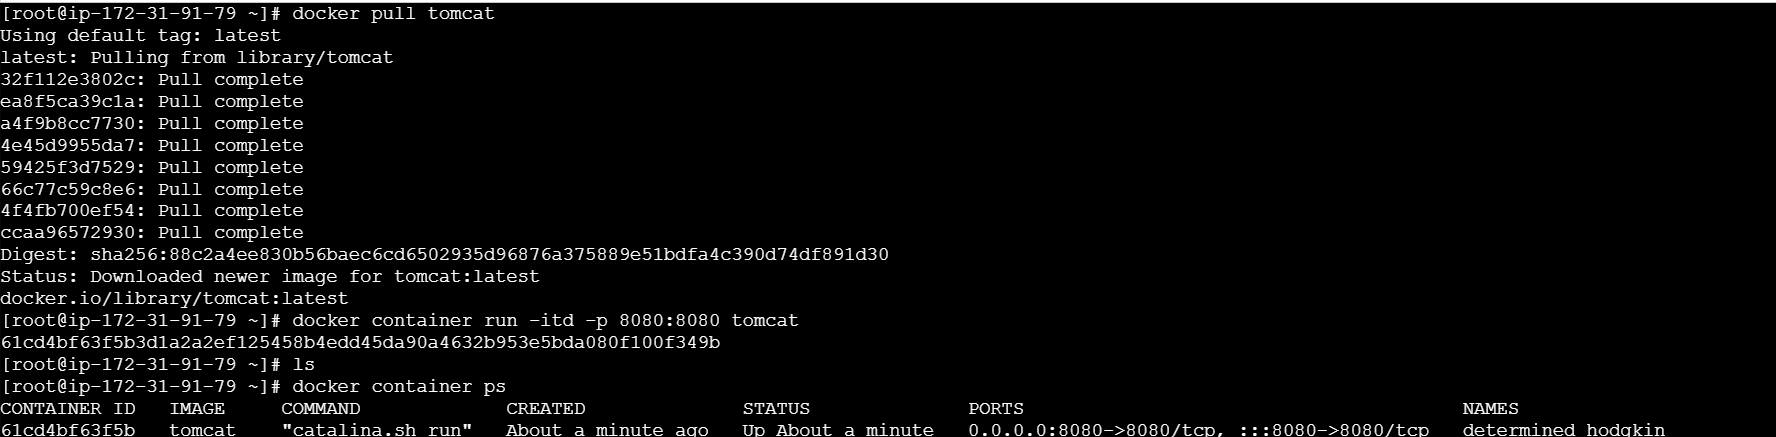 [root@ip-172-31-91-79 ~]# docker pull tomcat
Using default tag: latest
latest: Pulling from library/tomcat
32f112e3802c: Pull complete
ea8f5ca39c1a: Pull complete
a4f9b8cc7730: Pull complete
4e45d9955da7: Pull complete
59425f3d7529: Pull complete
66c77c59c8e6: Pull complete
4f4fb700ef54: Pull complete
ccaa96572930: Pull complete
Digest: sha256:88c2a4ee830b56baec6cd6502935d96876a375889e51bdfa4c390d74df891d30
Status: Downloaded newer image for tomcat:latest
docker.io/library/tomcat:latest
[root@ip-172-31-91-79 ~]# docker container run -itd -p 8080:8080 tomcat
61cd4bf63f5b3d1a2a2ef125458b4edd45da90a4632b953e5bda080f100f349b
[root@ip-172-31-91-79 ~]# ls
[root@ip-172-31-91-79 ~]# docker container ps
CONTAINER ID   IMAGE     COMMAND             CREATED              STATUS              PORTS                                       NAMES
61cd4bf63f5b   tomcat    "catalina.sh run"   About a minute ago   Up About a minute   0.0.0.0:8080->8080/tcp, :::8080->8080/tcp   determined_hodgkin